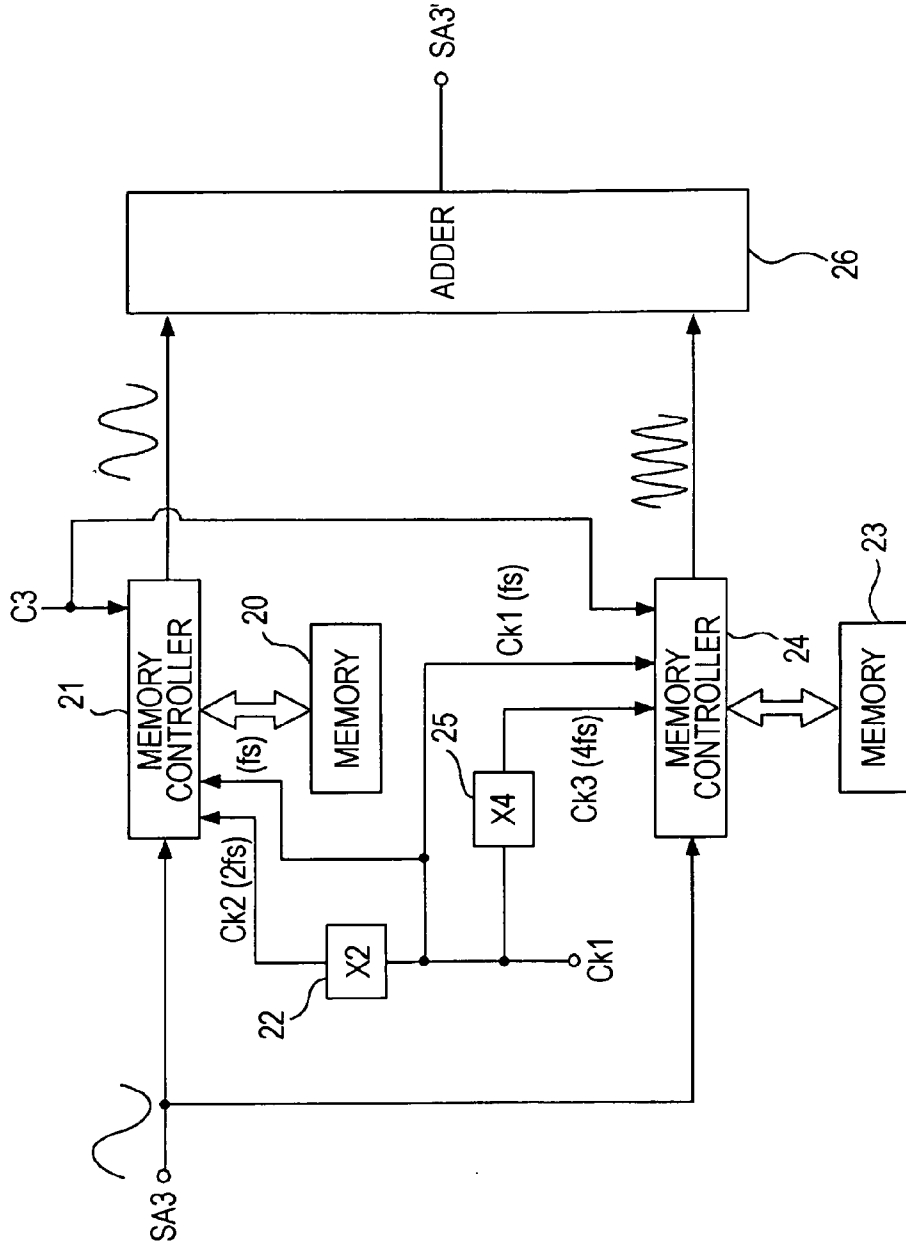 SA3
C3
21
MEMORY
CONTROLLER
(fs)
20
MEMORY
Ck2 (2fs)
22
X2
Ck1
Ck1 (fs)
25
X4
Ck3 (4fs)
MEMORY
CONTROLLER
24
23
MEMORY
ADDER
26
SA3'